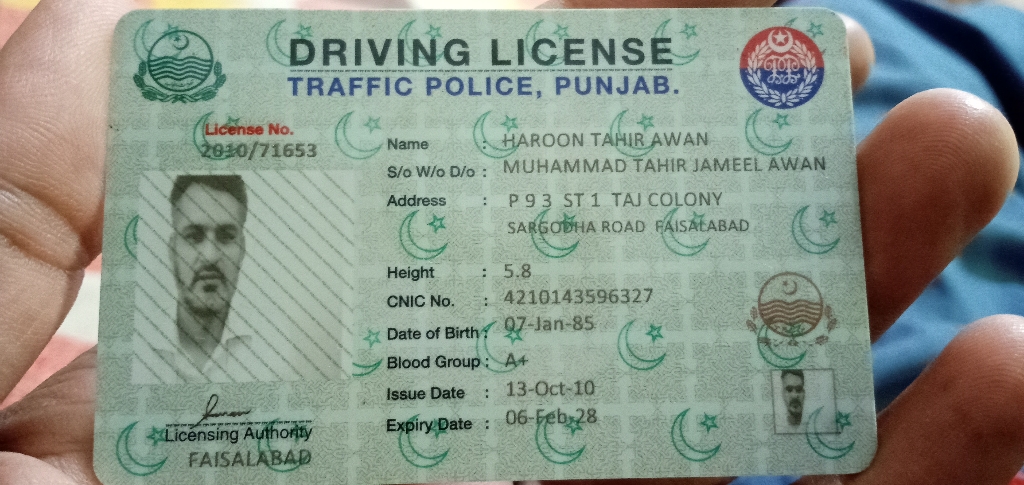 DRIVING LICENSE
TRAFFIC POLICE, PUNJAB.
License No.
2010/71653
Name : HAROON TAHIR AWAN
S/o W/o D/o : MUHAMMAD TAHIR JAMEEL AWAN
Address : P 9 3 ST 1 TAJ COLONY
SARGODHA ROAD FAISALABAD
Height : 5.8
CNIC No. : 4210143596327
Date of Birth : 07-Jan-85
Blood Group : A+
Issue Date : 13-Oct-10
Expiry Date : 06-Feb-28
Licensing Authority
FAISALABAD